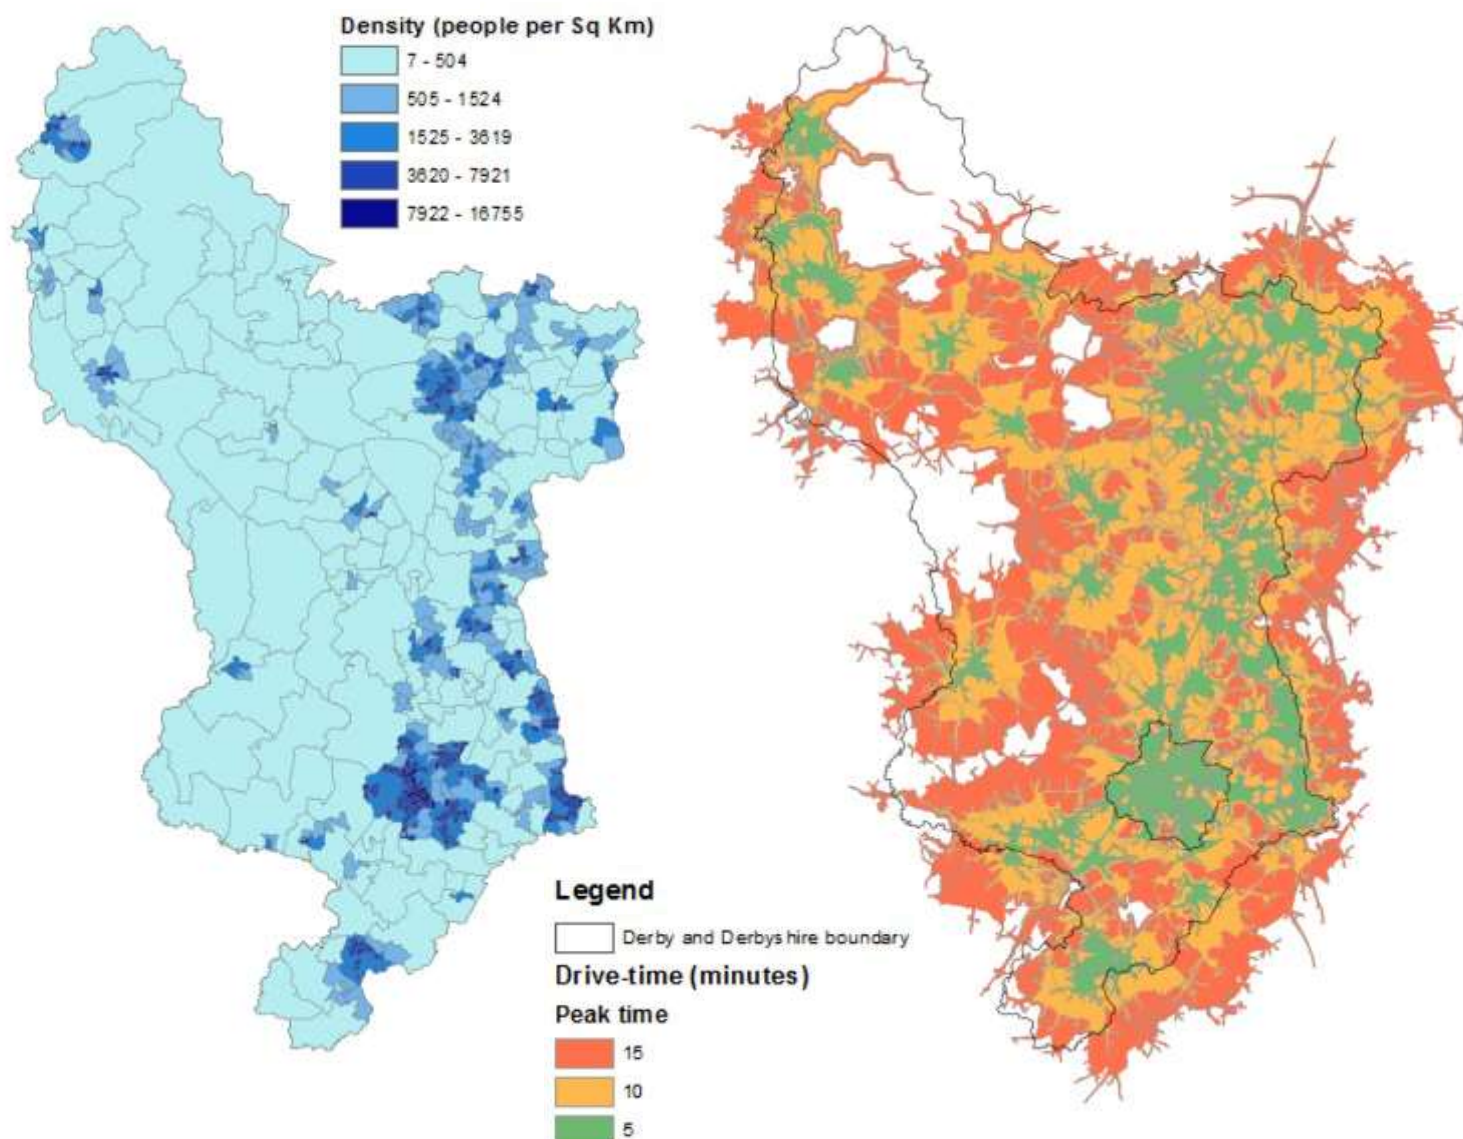 Density (people per Sq Km)
7 - 504
505 - 1524
1525 - 3619
3620 - 7921
7922 - 16755
Legend
Derby and Derbyshire boundary
Drive-time (minutes)
Peak time
15
10
5